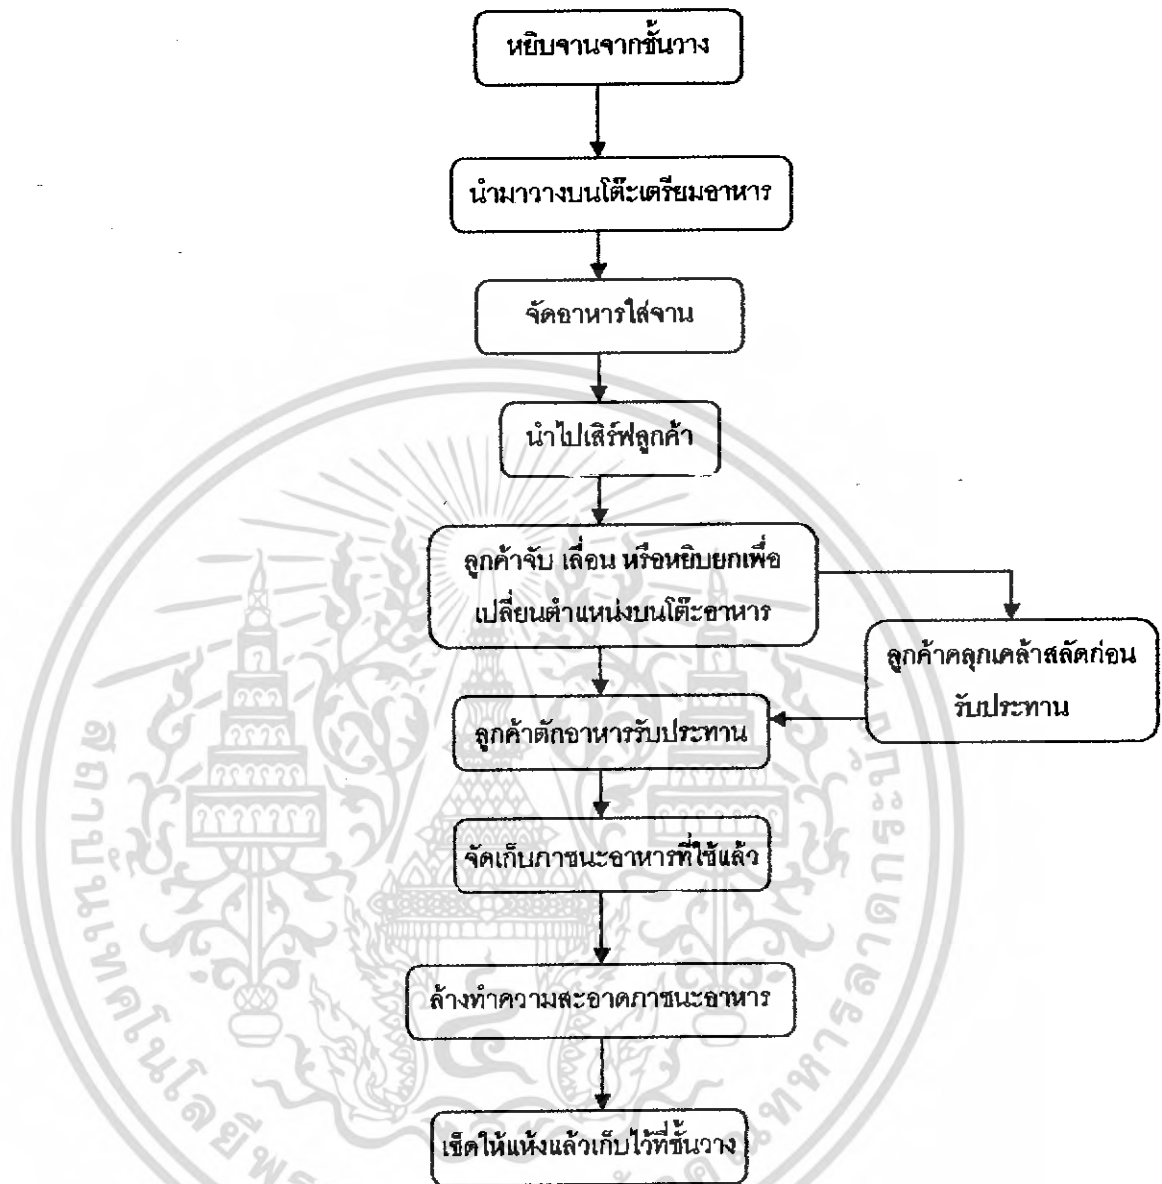 หยิบจานจากชั้นวาง
นำมาวางบนโต๊ะเตรียมอาหาร
จัดอาหารใส่จาน
นำไปเสิร์ฟลูกค้า
ลูกค้าจับ เลื่อน หรือหยิบยกเพื่อ
เปลี่ยนตำแหน่งบนโต๊ะอาหาร
ลูกค้าคลุกเคล้าสลัดก่อน
รับประทาน
ลูกค้าตักอาหารรับประทาน
จัดเก็บภาชนะอาหารที่ใช้แล้ว
ล้างทำความสะอาดภาชนะอาหาร
เช็ดให้แห้งแล้วเก็บไว้ที่ชั้นวาง